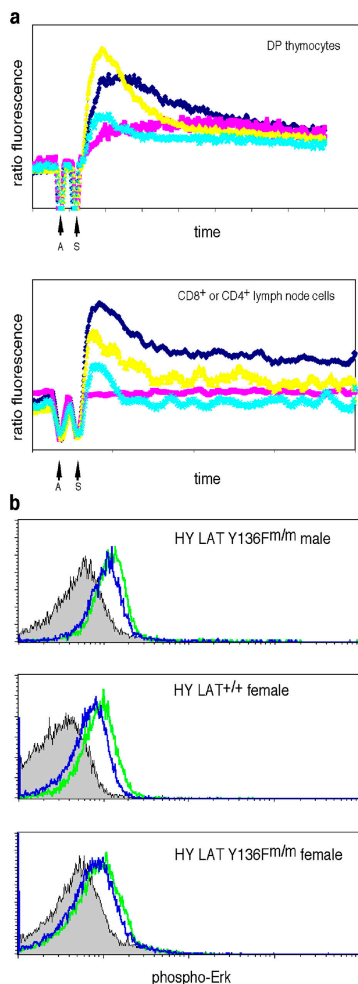 a
DP thymocytes
ratio fluorescence
A S
time
CD8+ or CD4+ lymph node cells
ratio fluorescence
A S
time
b
HY LAT Y136Fm/m male
HY LAT+/+ female
HY LAT Y136Fm/m female
phospho-Erk